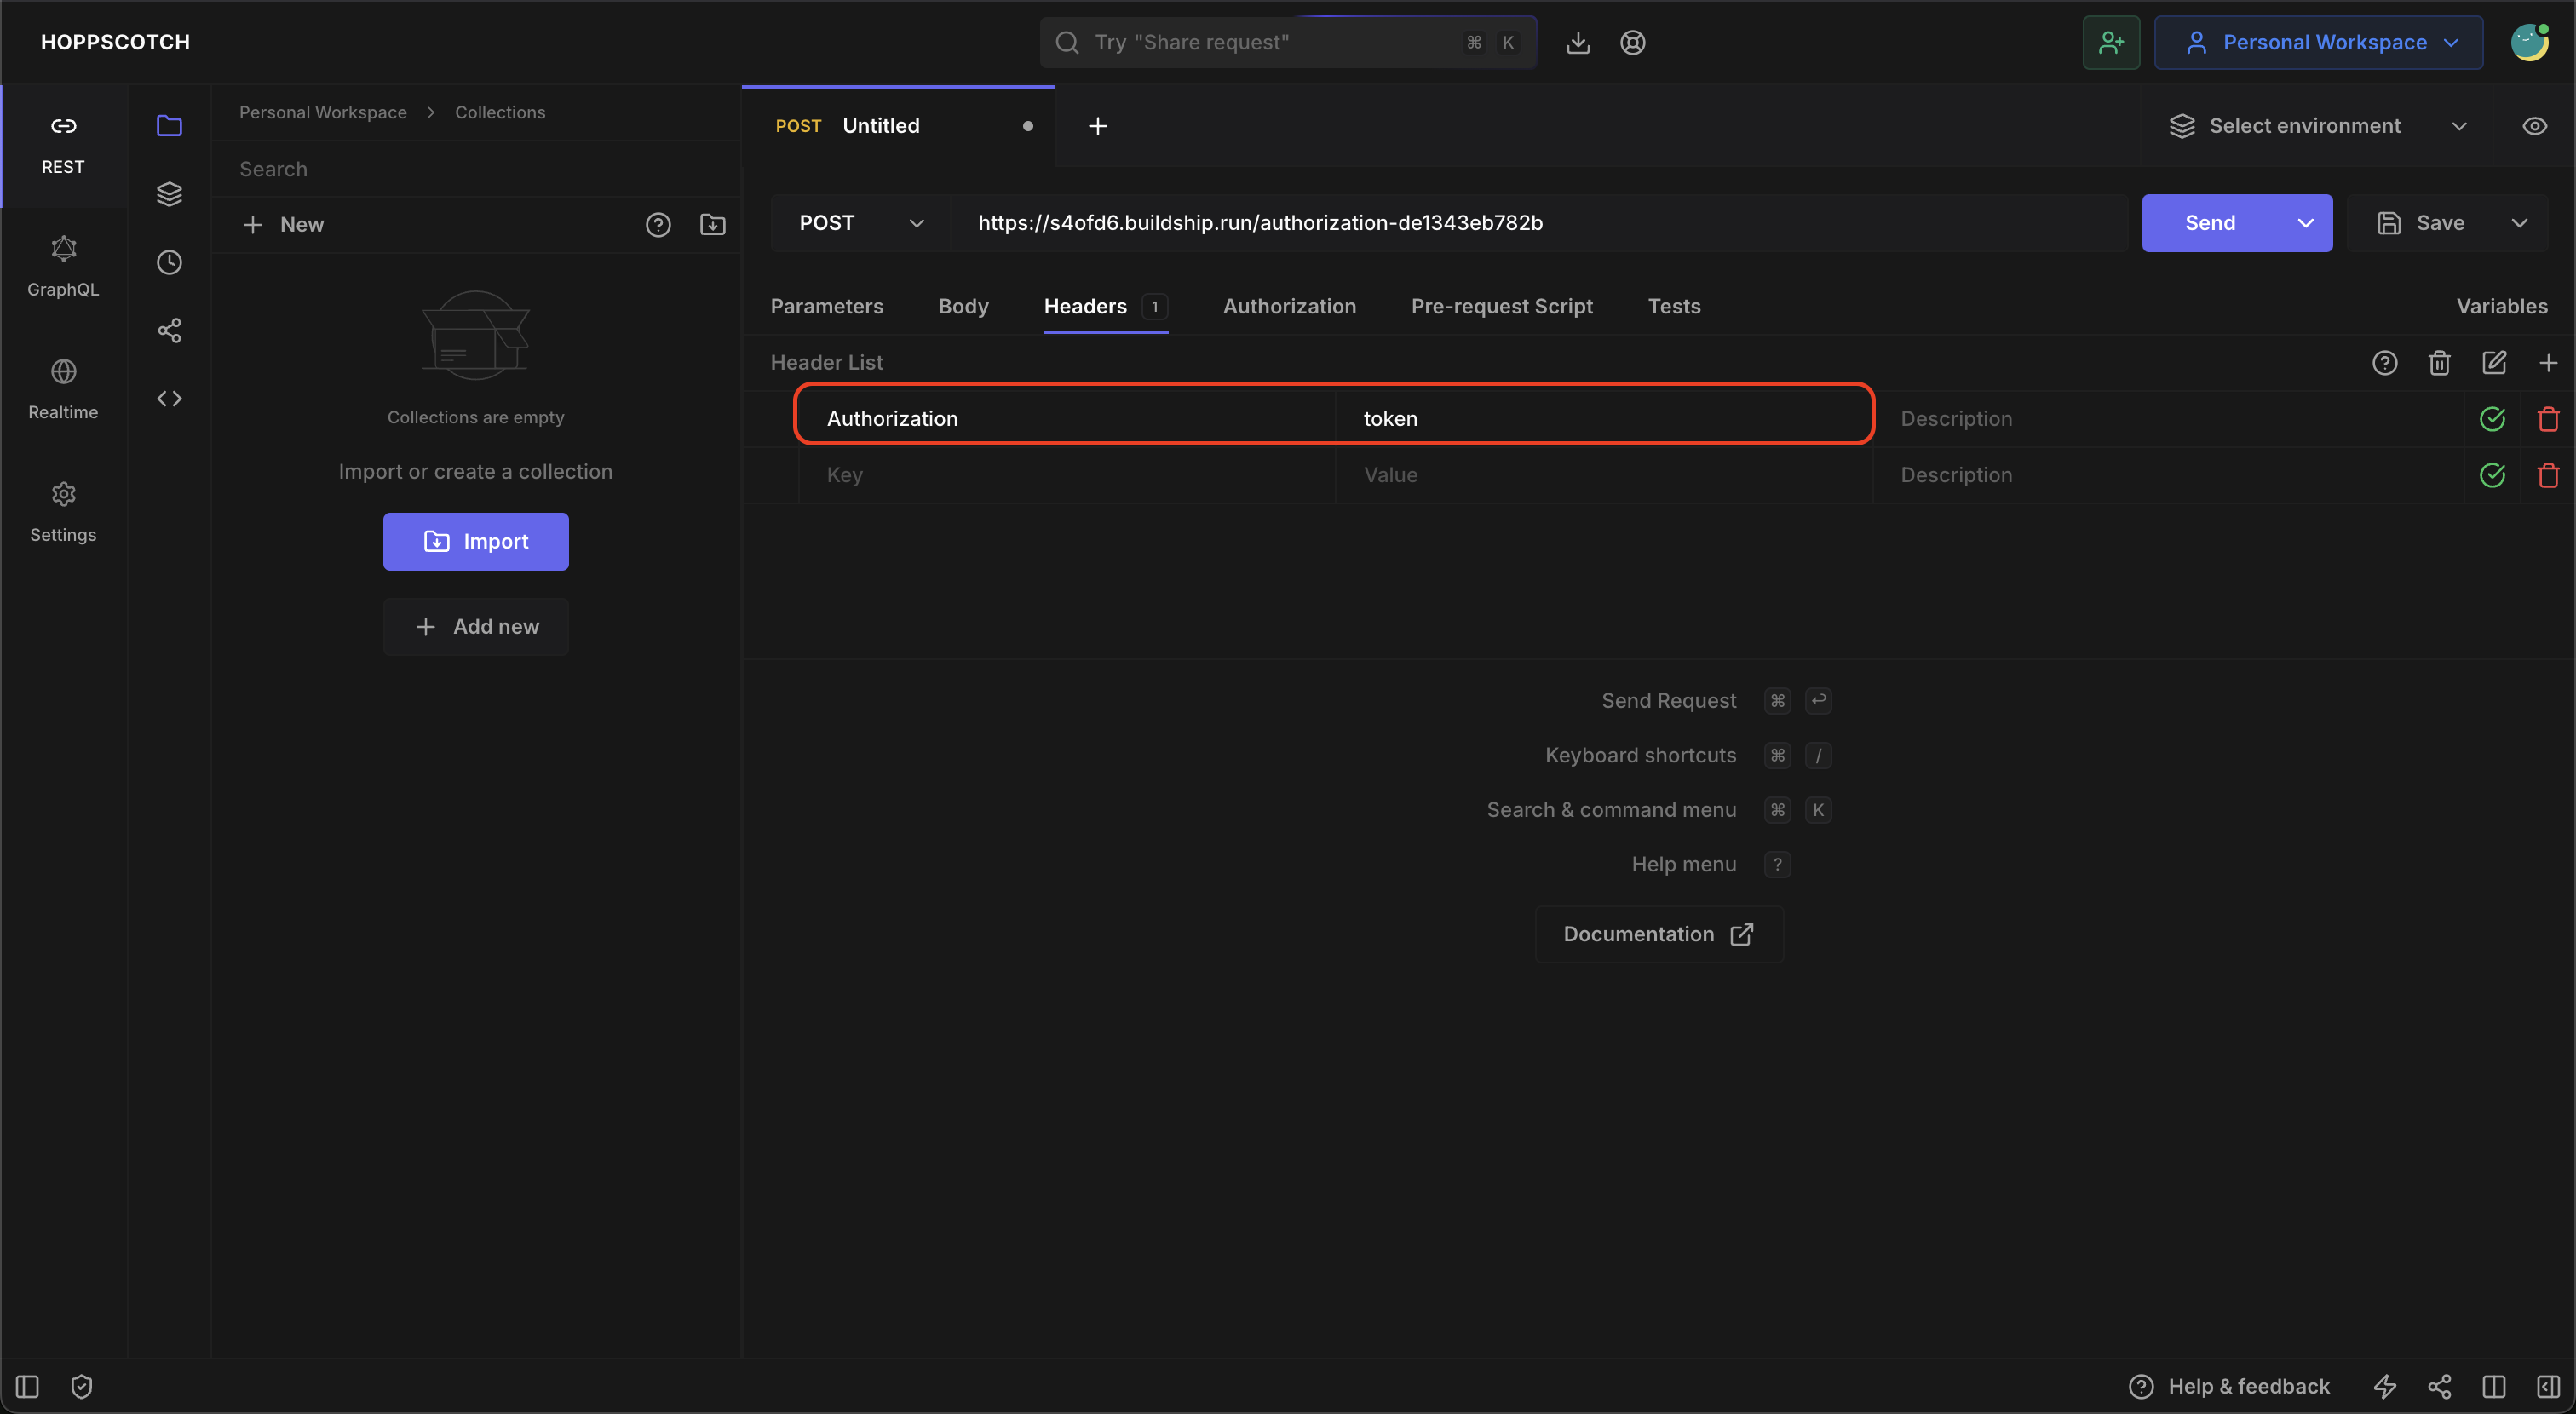 HOPPSCOTCH
Try "Share request"
⌘ K
Personal Workspace
REST
GraphQL
Realtime
Settings
Personal Workspace > Collections
Search
+ New
Collections are empty
Import or create a collection
Import
+ Add new
POST Untitled
Select environment
POST
https://s4ofd6.buildship.run/authorization-de1343eb782b
Send
Save
Parameters
Body
Headers 1
Authorization
Pre-request Script
Tests
Variables
Header List
Authorization
token
Description
Key
Value
Description
Send Request ⌘ ↩
Keyboard shortcuts ⌘ /
Search & command menu ⌘ K
Help menu ?
Documentation
Help & feedback